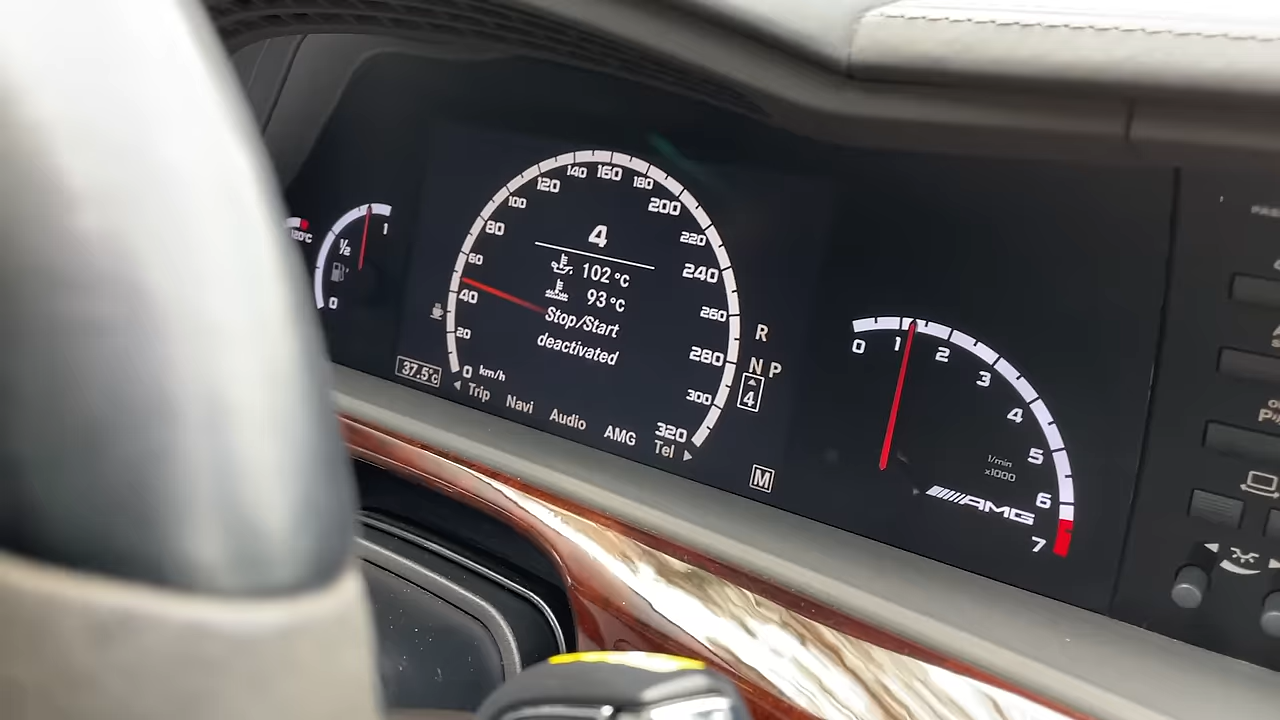 120°C
1
1/2
0
0
20
40
60
80
100
120
140
160
180
200
220
240
260
280
300
320
km/h
4
102 °C
93 °C
Stop/Start
deactivated
37.5°C
Trip
Navi
Audio
AMG
Tel
R
N P
4
M
0
1
2
3
4
5
6
7
1/min
x1000
AMG